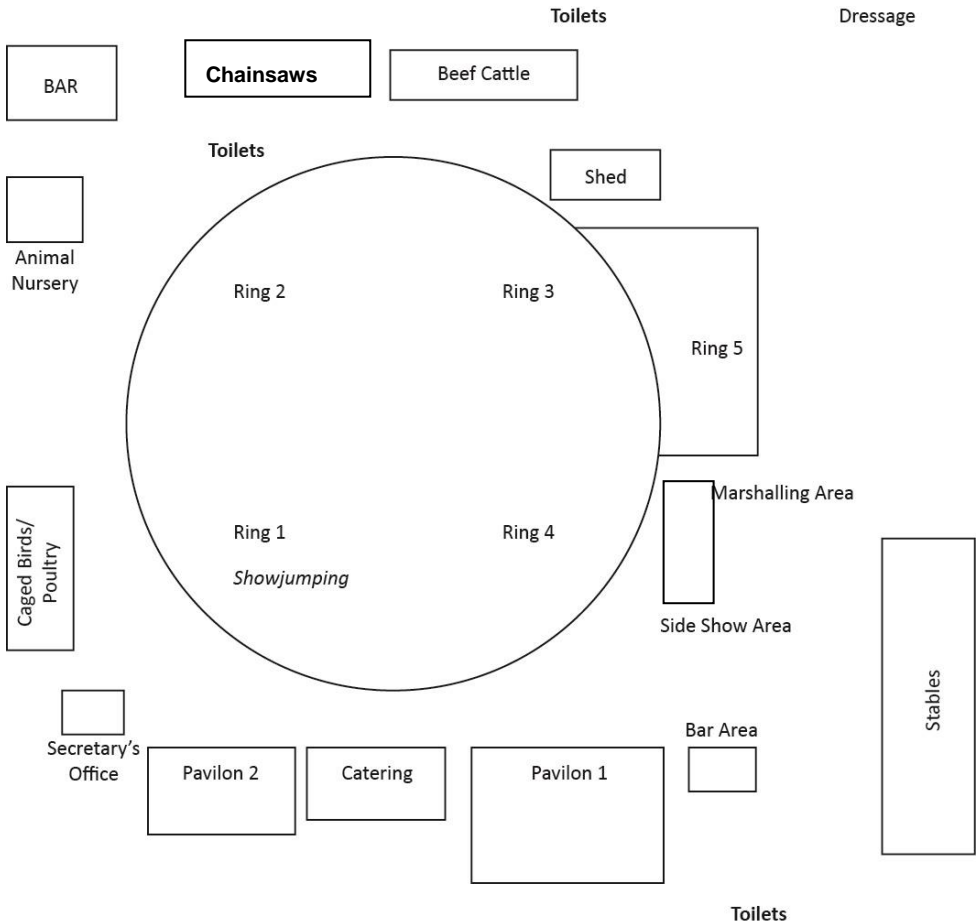 Toilets
Dressage
BAR
Chainsaws
Beef Cattle
Toilets
Shed
Animal
Nursery
Ring 2
Ring 3
Ring 5
Marshalling Area
Caged Birds/
Poultry
Ring 1
Showjumping
Ring 4
Side Show Area
Stables
Secretary's
Office
Pavilon 2
Catering
Pavilon 1
Bar Area
Toilets